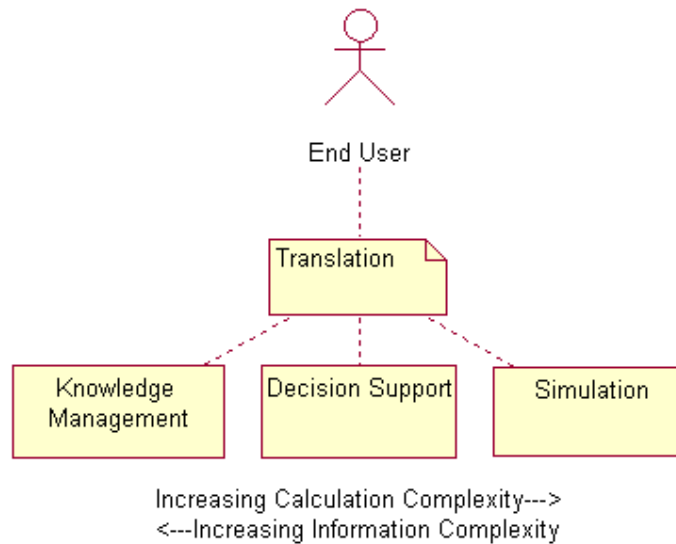 End User
Translation
Knowledge
Management
Decision Support
Simulation
Increasing Calculation Complexity--->
<---Increasing Information Complexity